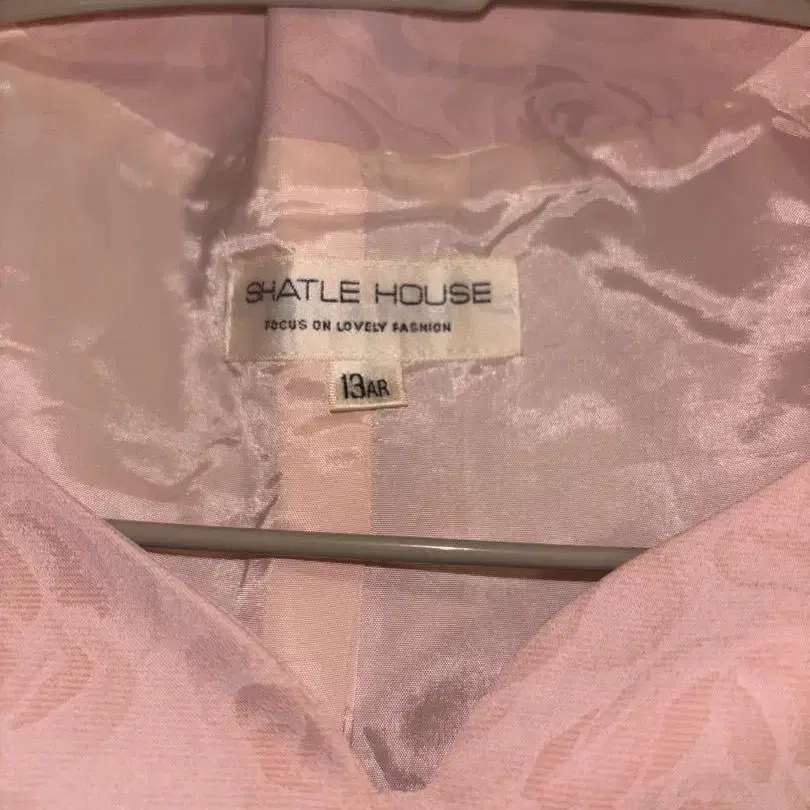 SHATLE HOUSE
FOCUS ON LOVELY FASHION
13AR